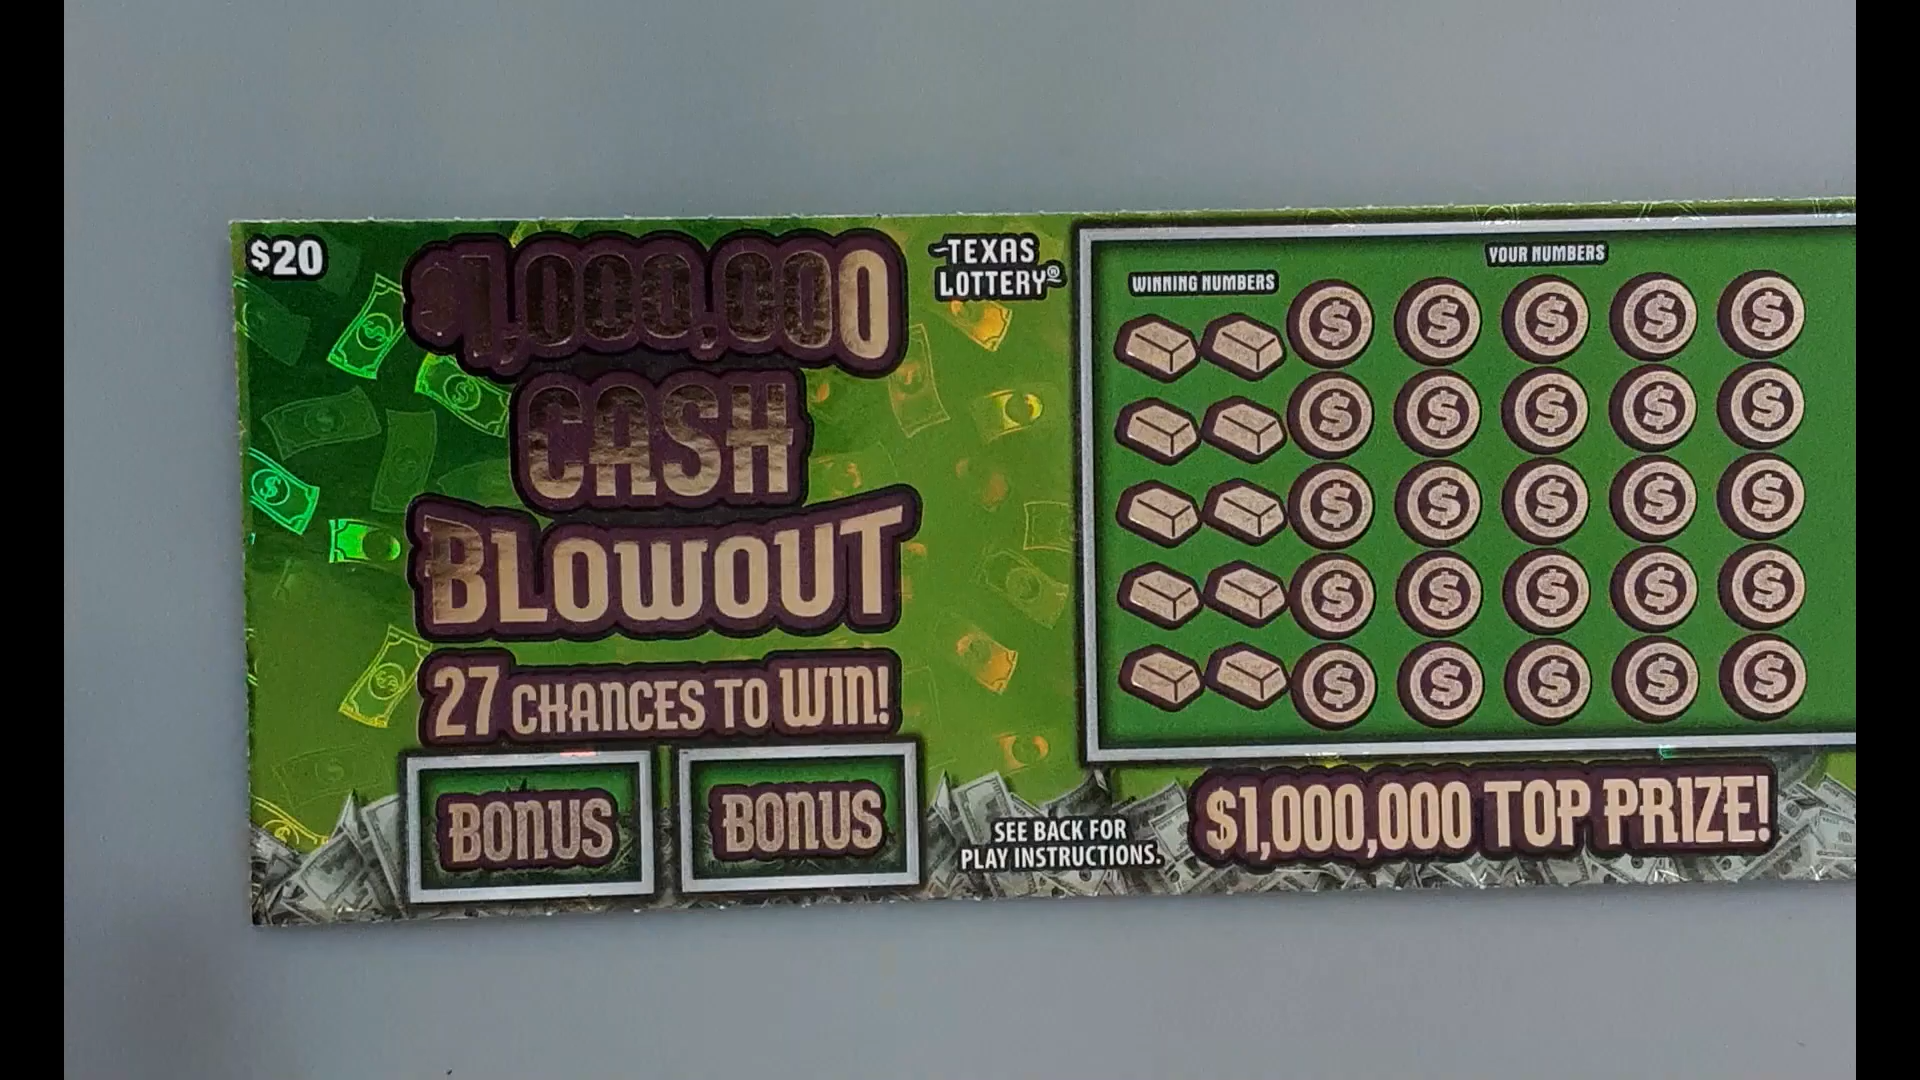 $20
$1,000,000
CASH
BLOWOUT
27 CHANCES TO WIN!
BONUS
BONUS
TEXAS
LOTTERY®
WINNING NUMBERS
YOUR NUMBERS
$ $ $ $ $
$ $ $ $ $
$ $ $ $ $
$ $ $ $ $
$ $ $ $ $
SEE BACK FOR
PLAY INSTRUCTIONS.
$1,000,000 TOP PRIZE!